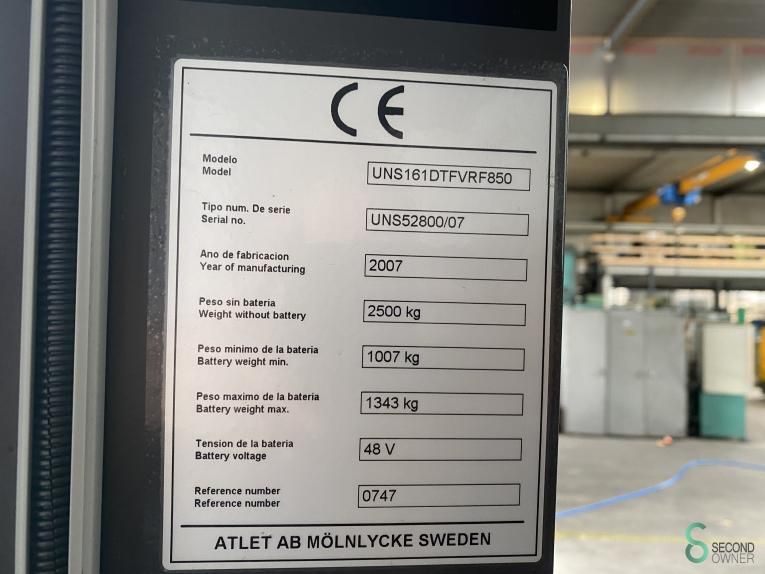 CE
Modelo
Model
UNS161DTFVRF850
Tipo num. De serie
Serial no.
UNS52800/07
Ano de fabricacion
Year of manufacturing
2007
Peso sin bateria
Weight without battery
2500 kg
Peso minimo de la bateria
Battery weight min.
1007 kg
Peso maximo de la bateria
Battery weight max.
1343 kg
Tension de la bateria
Battery voltage
48 V
Reference number
Reference number
0747
ATLET AB MÖLNLYCKE SWEDEN
SECOND
OWNER